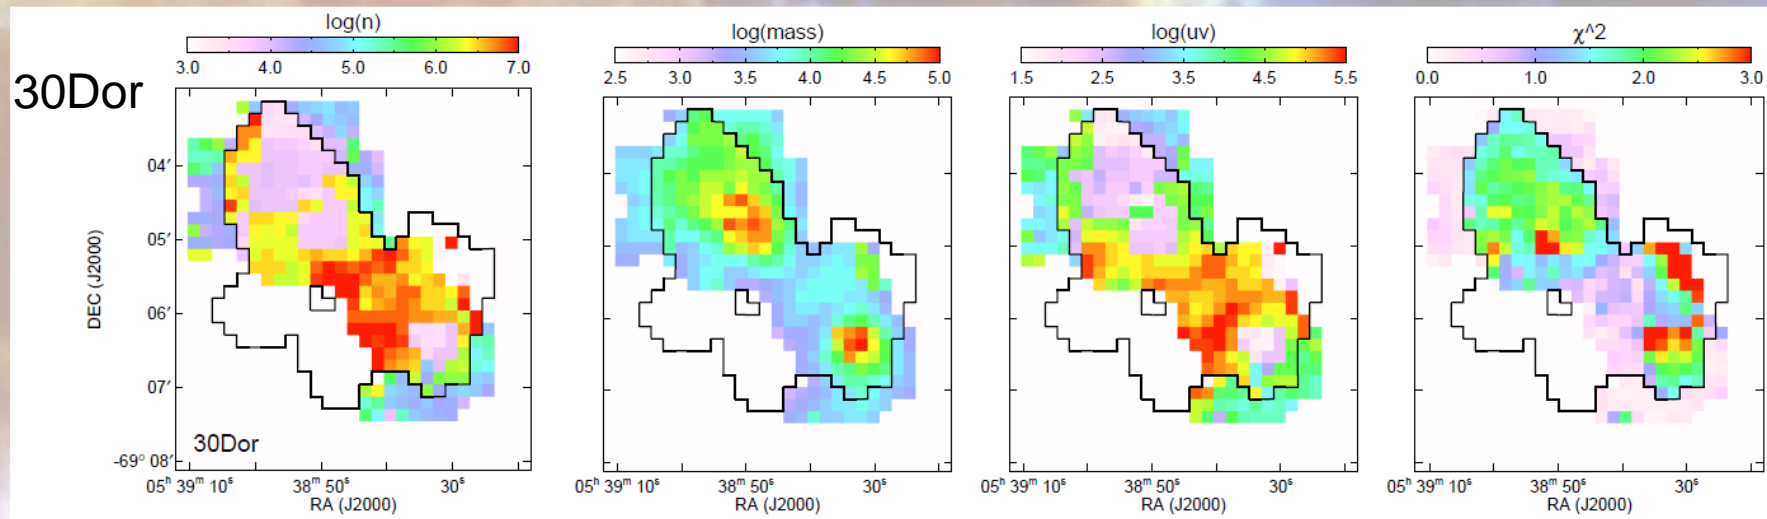 log(n)
3.0 4.0 5.0 6.0 7.0
log(mass)
2.5 3.0 3.5 4.0 4.5 5.0
log(uv)
1.5 2.5 3.5 4.5 5.5
χ^2
0.0 1.0 2.0 3.0
30Dor
DEC (J2000)
04′
05′
06′
07′
-69° 08′
30Dor
05ʰ 39ᵐ 10ˢ 38ᵐ 50ˢ 30ˢ
RA (J2000)
05ʰ 39ᵐ 10ˢ 38ᵐ 50ˢ 30ˢ
RA (J2000)
05ʰ 39ᵐ 10ˢ 38ᵐ 50ˢ 30ˢ
RA (J2000)
05ʰ 39ᵐ 10ˢ 38ᵐ 50ˢ 30ˢ
RA (J2000)